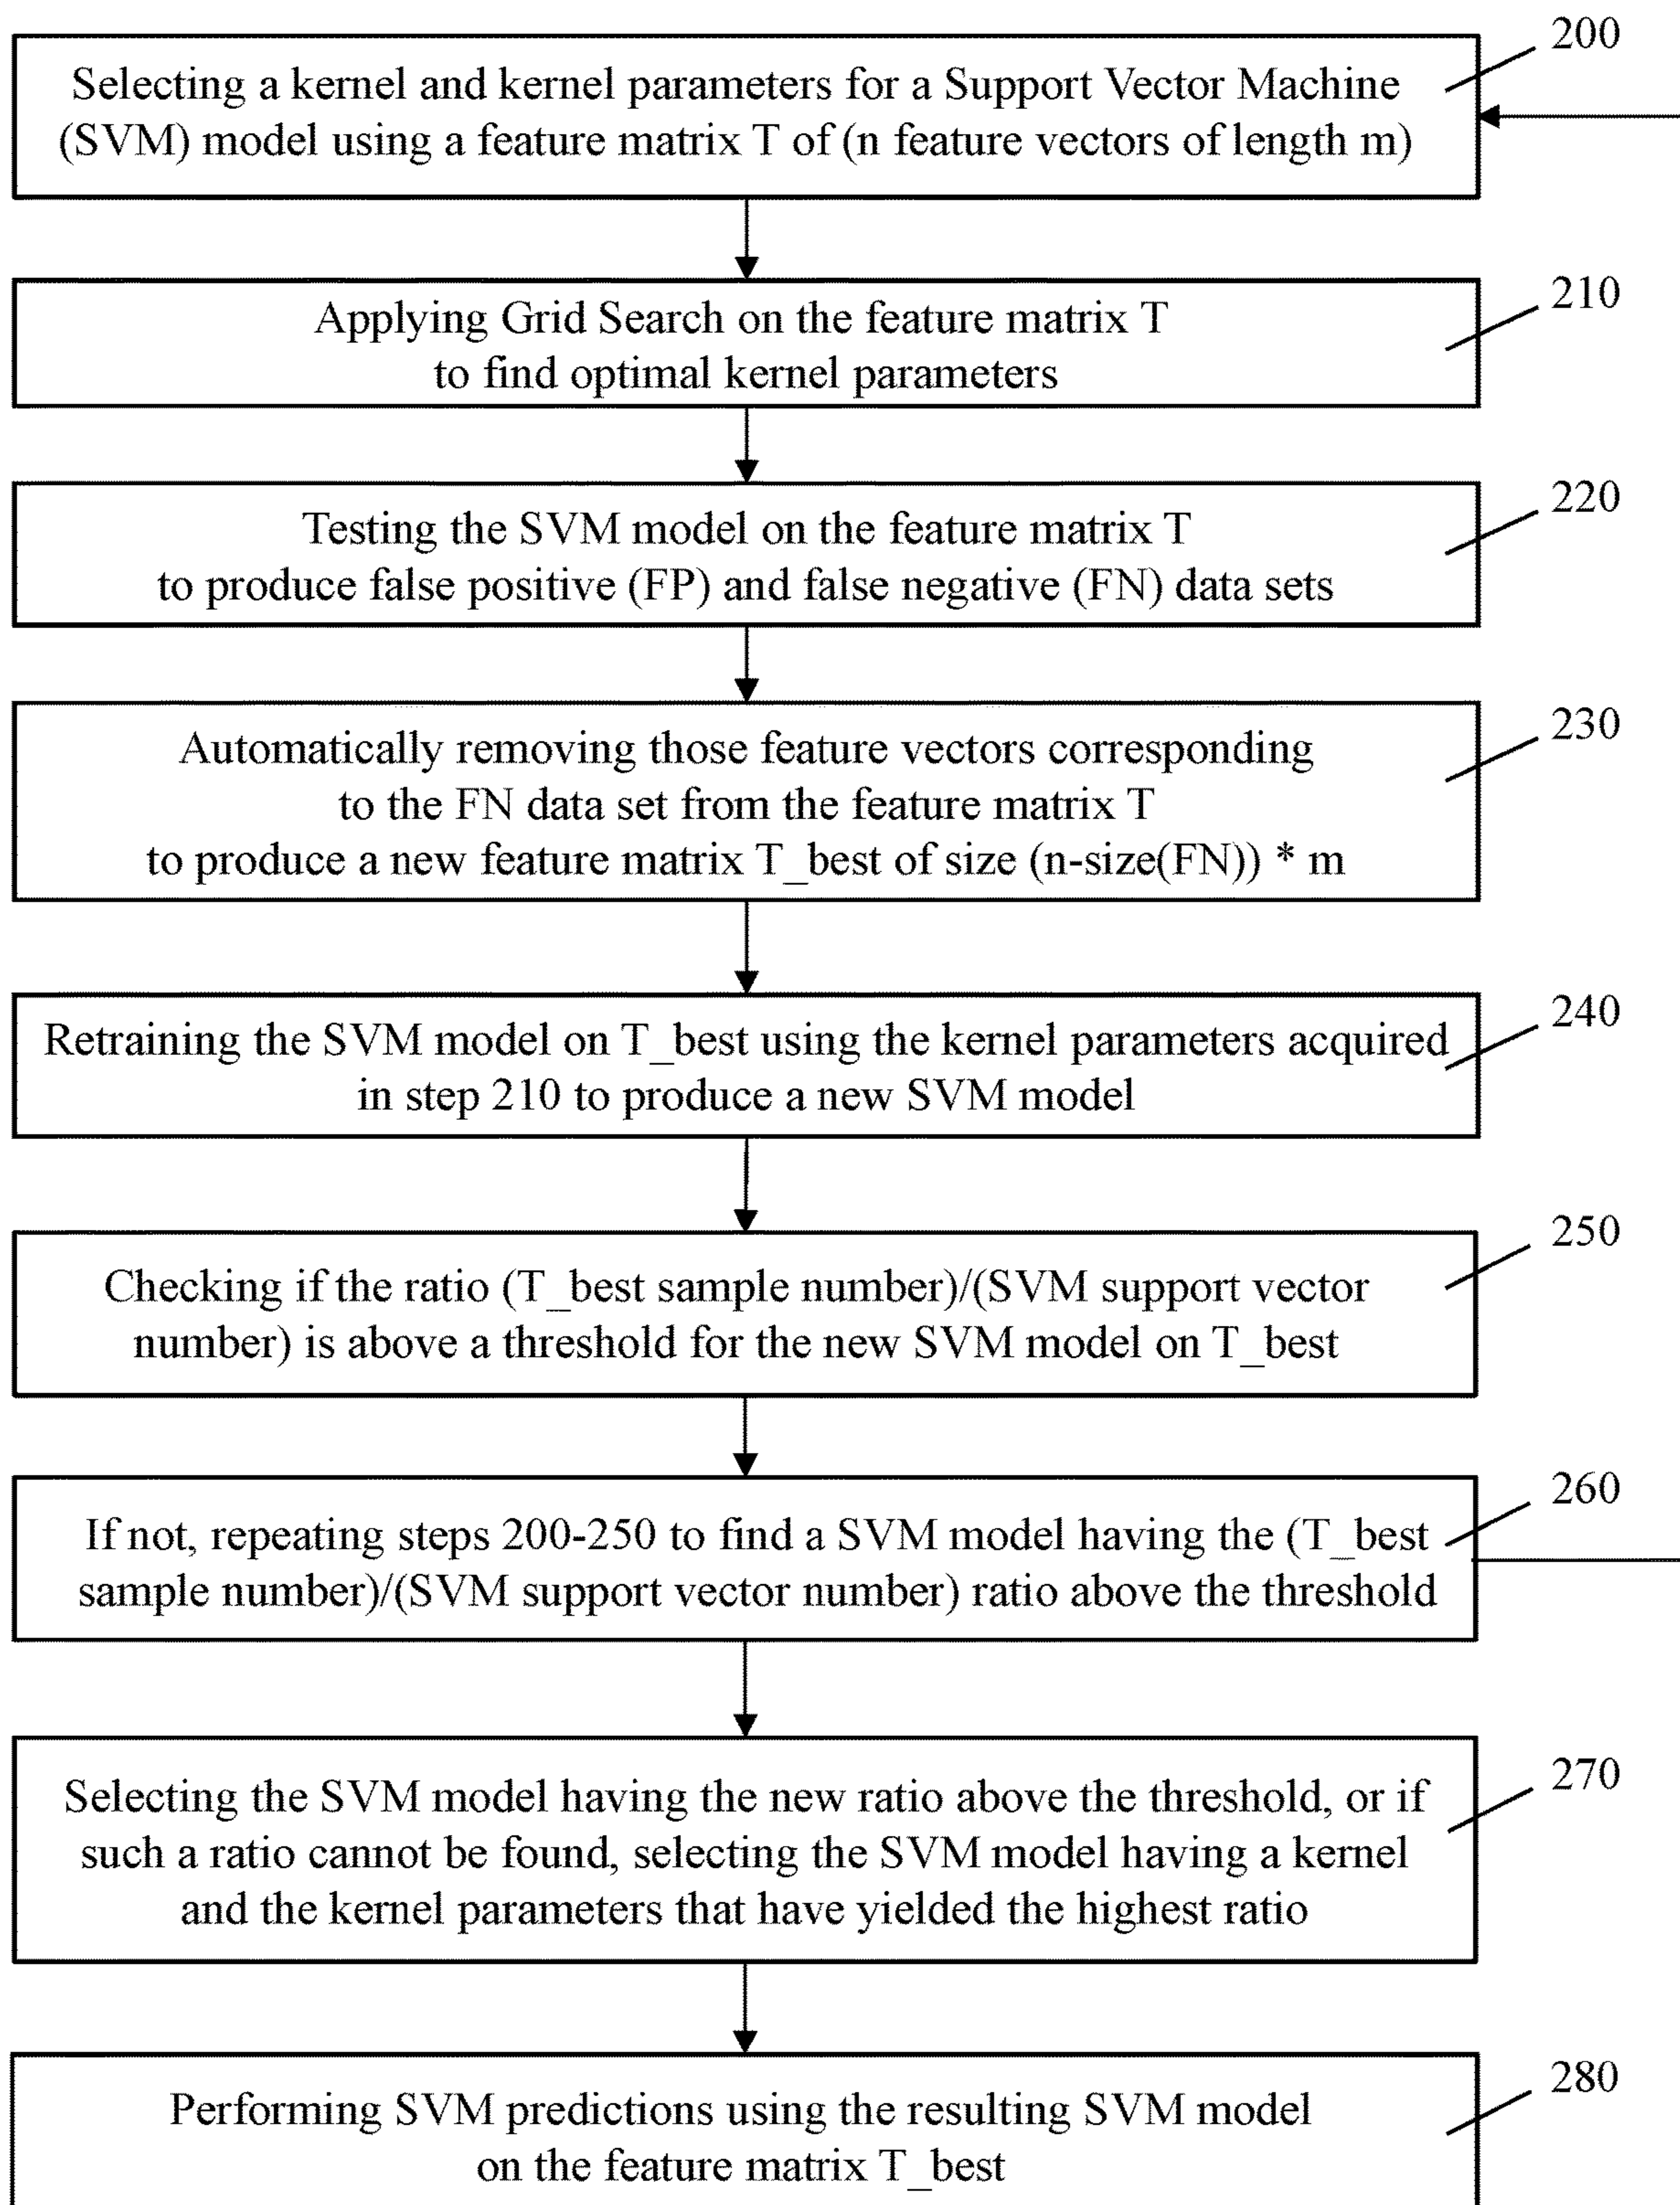 200
Selecting a kernel and kernel parameters for a Support Vector Machine
(SVM) model using a feature matrix T of (n feature vectors of length m)
210
Applying Grid Search on the feature matrix T
to find optimal kernel parameters
220
Testing the SVM model on the feature matrix T
to produce false positive (FP) and false negative (FN) data sets
230
Automatically removing those feature vectors corresponding
to the FN data set from the feature matrix T
to produce a new feature matrix T_best of size (n-size(FN)) * m
240
Retraining the SVM model on T_best using the kernel parameters acquired
in step 210 to produce a new SVM model
250
Checking if the ratio (T_best sample number)/(SVM support vector
number) is above a threshold for the new SVM model on T_best
260
If not, repeating steps 200-250 to find a SVM model having the (T_best
sample number)/(SVM support vector number) ratio above the threshold
270
Selecting the SVM model having the new ratio above the threshold, or if
such a ratio cannot be found, selecting the SVM model having a kernel
and the kernel parameters that have yielded the highest ratio
280
Performing SVM predictions using the resulting SVM model
on the feature matrix T_best